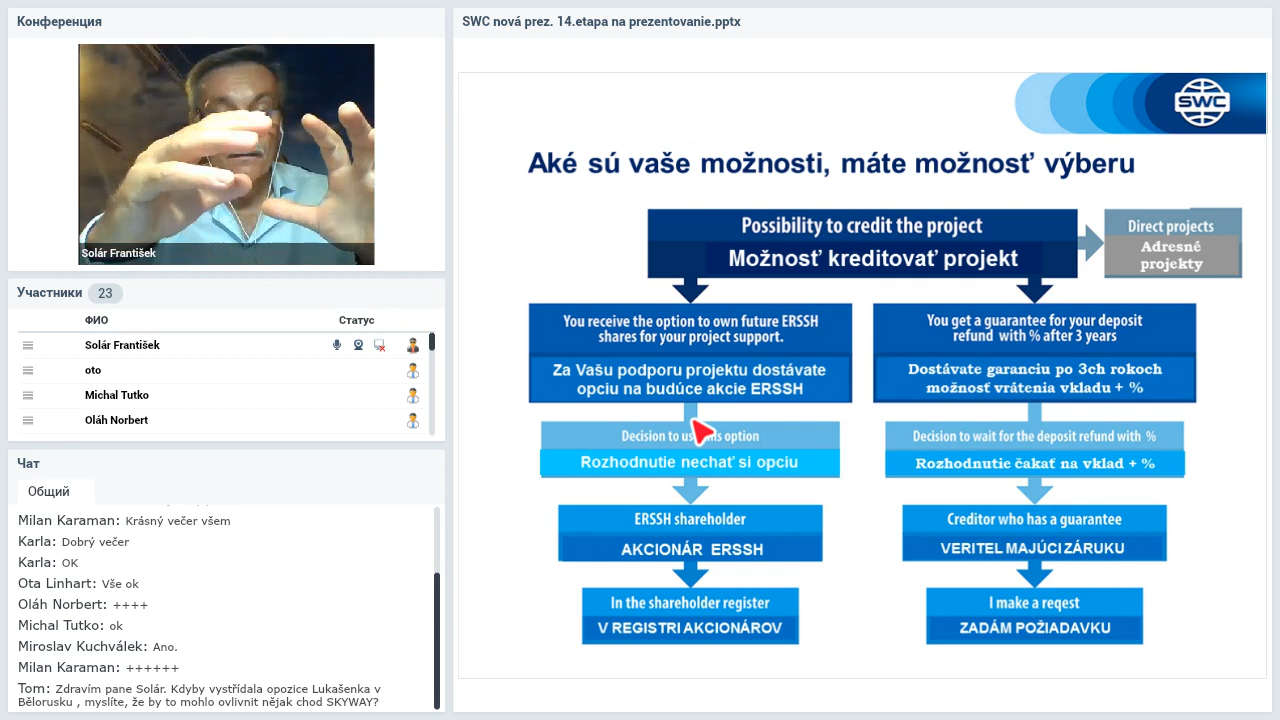 Конференция
Solár František
Участники 23
ФИО Статус
Solár František
oto
Michal Tutko
Oláh Norbert
Чат
Общий
Milan Karaman: Krásný večer všem
Karla: Dobrý večer
Karla: OK
Ota Linhart: Vše ok
Oláh Norbert: ++++
Michal Tutko: ok
Miroslav Kuchválek: Ano.
Milan Karaman: ++++++
Tom: Zdravím pane Solár. Kdyby vystřídala opozice Lukašenka v
Bělorusku , myslíte, že by to mohlo ovlivnit nějak chod SKYWAY?
SWC nová prez. 14.etapa na prezentovanie.pptx
SWC
Aké sú vaše možnosti, máte možnosť výberu
Possibility to credit the project
Možnosť kreditovať projekt
Direct projects
Adresné
projekty
You receive the option to own future ERSSH
shares for your project support.
Za Vašu podporu projektu dostávate
opciu na budúce akcie ERSSH
You get a guarantee for your deposit
refund with % after 3 years
Dostávate garanciu po 3ch rokoch
možnosť vrátenia vkladu + %
Decision to option
Rozhodnutie nechať si opciu
Decision to wait for the deposit refund with %
Rozhodnutie čakať na vklad + %
ERSSH shareholder
AKCIONÁR ERSSH
Creditor who has a guarantee
VERITEL MAJÚCI ZÁRUKU
In the shareholder register
V REGISTRI AKCIONÁROV
I make a reqest
ZADÁM POŽIADAVKU